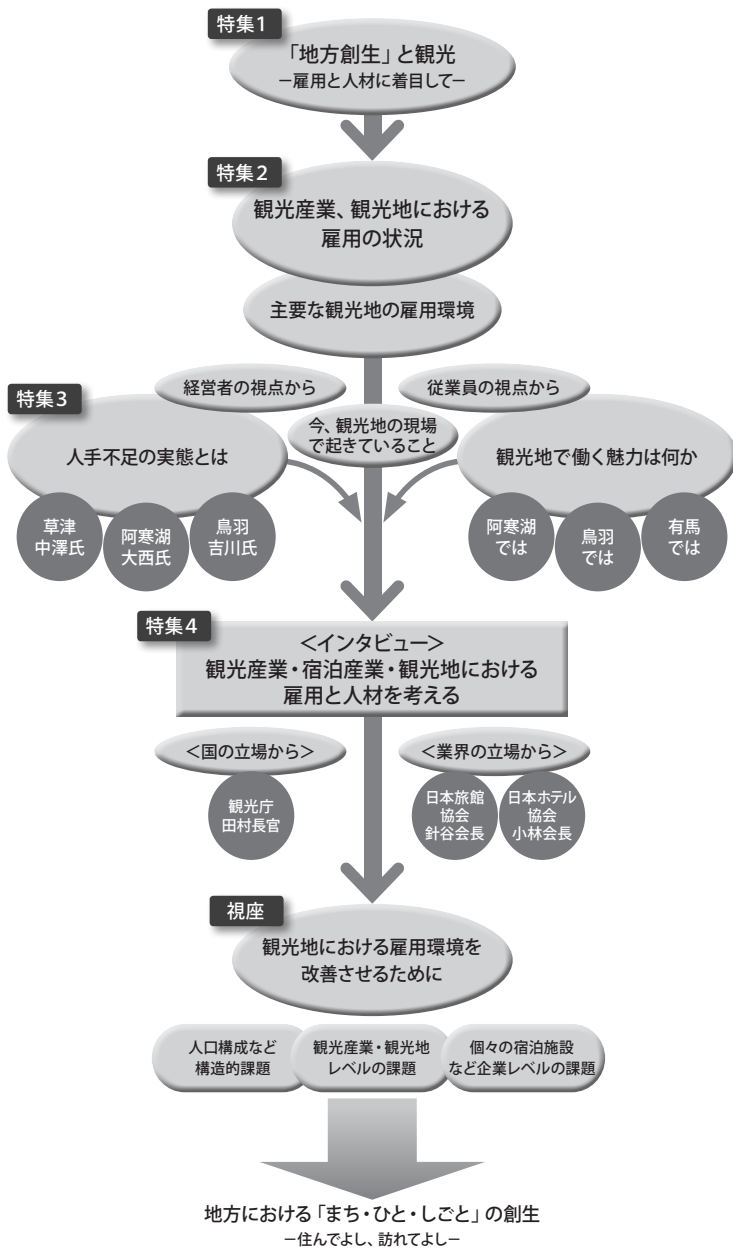 特集1
「地方創生」と観光
－雇用と人材に着目して－
特集2
観光産業、観光地における
雇用の状況
主要な観光地の雇用環境
特集3
経営者の視点から
従業員の視点から
今、観光地の現場
で起きていること
人手不足の実態とは
観光地で働く魅力は何か
草津
中澤氏
阿寒湖
大西氏
鳥羽
吉川氏
阿寒湖
では
鳥羽
では
有馬
では
特集4
＜インタビュー＞
観光産業・宿泊産業・観光地における
雇用と人材を考える
＜国の立場から＞
＜業界の立場から＞
観光庁
田村長官
日本旅館
協会
針谷会長
日本ホテル
協会
小林会長
視座
観光地における雇用環境を
改善させるために
人口構成など
構造的課題
観光産業・観光地
レベルの課題
個々の宿泊施設
など企業レベルの課題
地方における「まち・ひと・しごと」の創生
－住んでよし、訪れてよし－